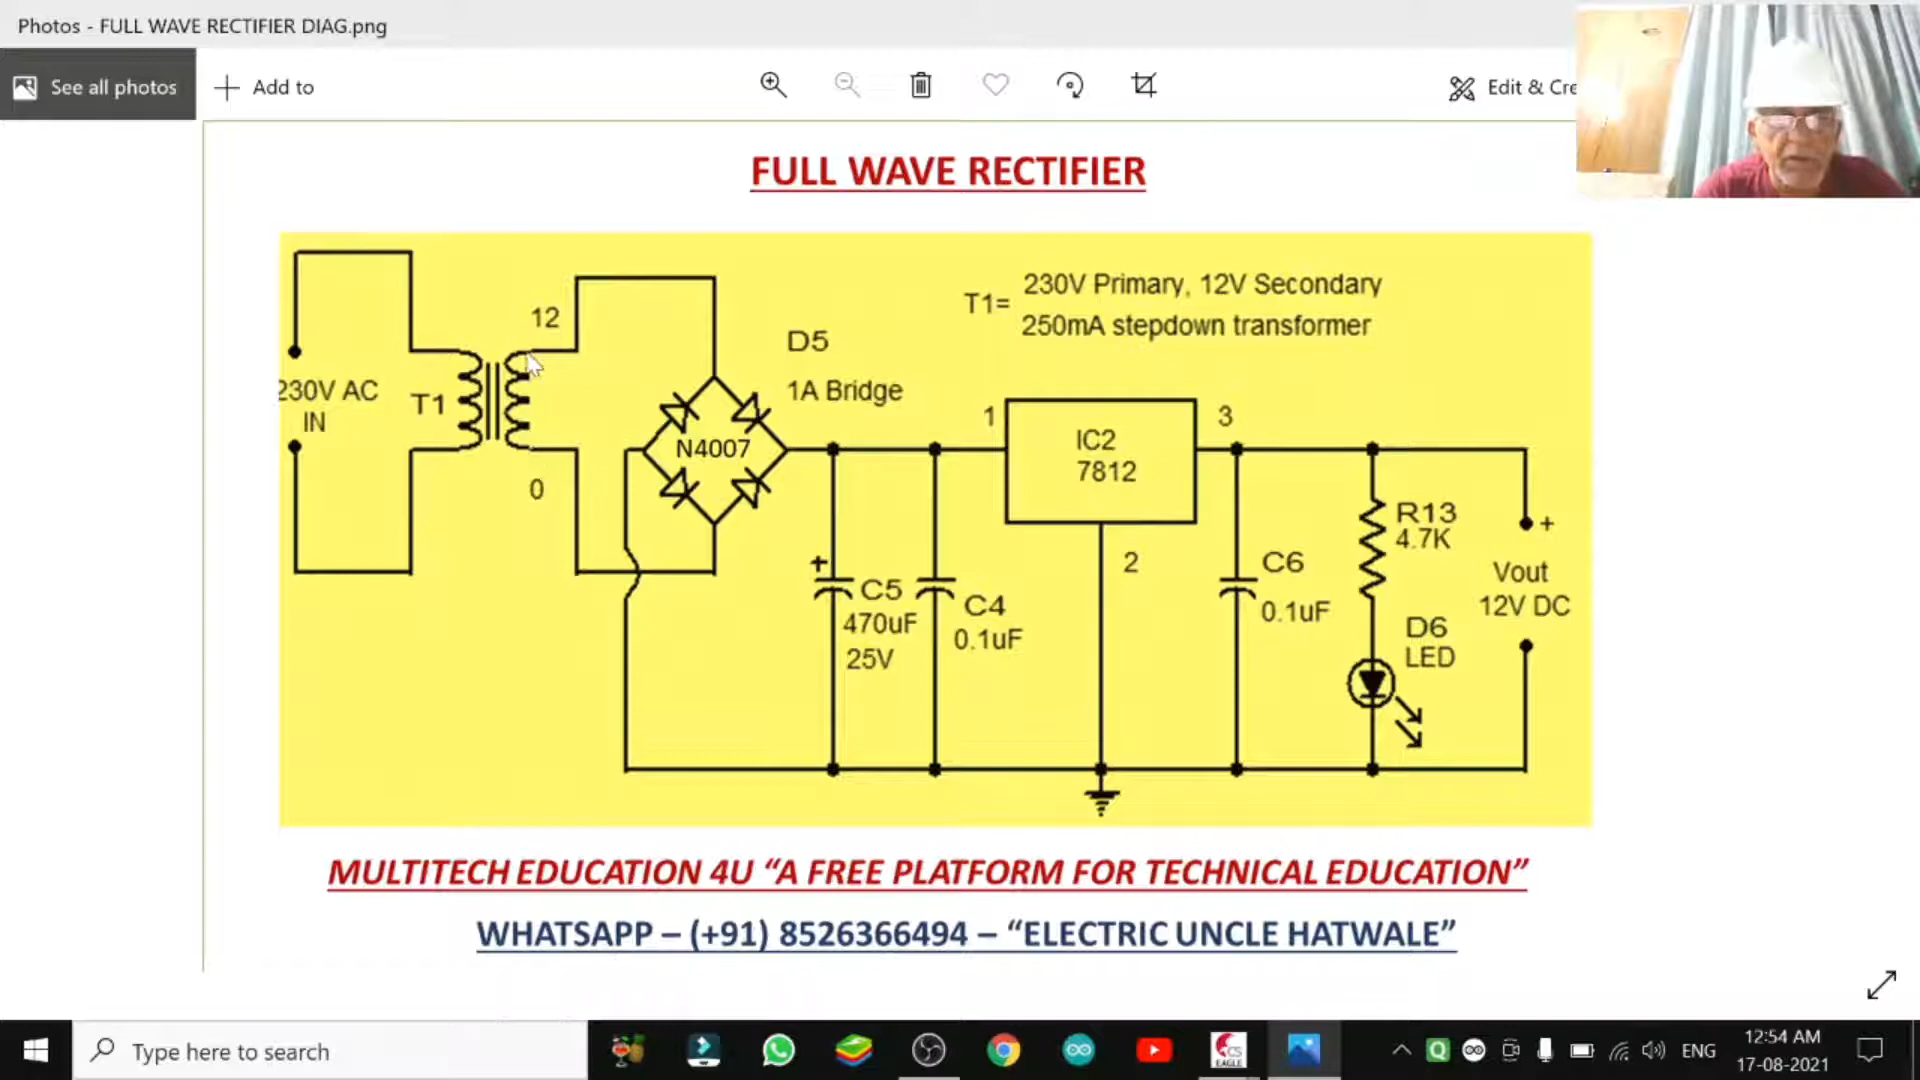 Photos - FULL WAVE RECTIFIER DIAG.png
See all photos
Add to
Edit & Cre
FULL WAVE RECTIFIER
12
T1=
230V Primary, 12V Secondary
250mA stepdown transformer
D5
1A Bridge
230V AC
IN
T1
N4007
0
1
IC2
7812
3
2
+
C5
470uF
25V
C4
0.1uF
C6
0.1uF
R13
4.7K
D6
LED
+
Vout
12V DC
MULTITECH EDUCATION 4U “A FREE PLATFORM FOR TECHNICAL EDUCATION”
WHATSAPP – (+91) 8526366494 – “ELECTRIC UNCLE HATWALE”
Type here to search
CS
EAGLE
Q
ENG
12:54 AM
17-08-2021